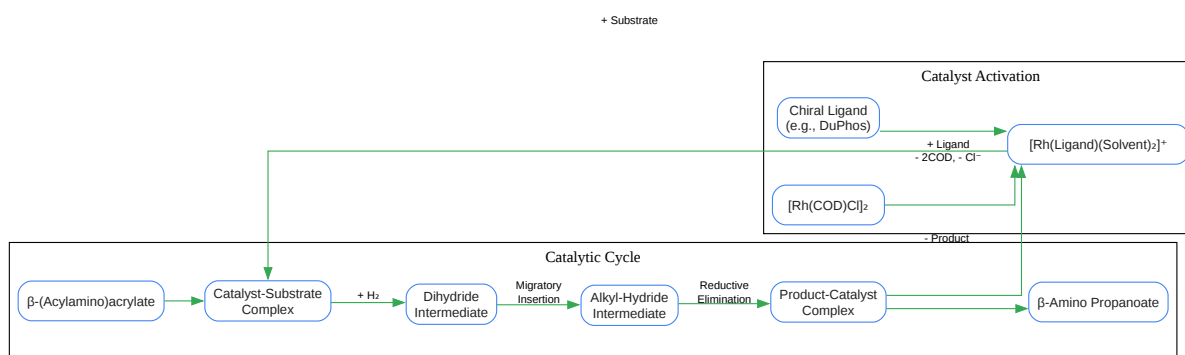 + Substrate
Catalyst Activation
Chiral Ligand
(e.g., DuPhos)
[Rh(Ligand)(Solvent)₂]⁺
+ Ligand
- 2COD, - Cl⁻
[Rh(COD)Cl]₂
- Product
Catalytic Cycle
β-(Acylamino)acrylate
Catalyst-Substrate
Complex
+ H₂
Dihydride
Intermediate
Migratory
Insertion
Alkyl-Hydride
Intermediate
Reductive
Elimination
Product-Catalyst
Complex
β-Amino Propanoate